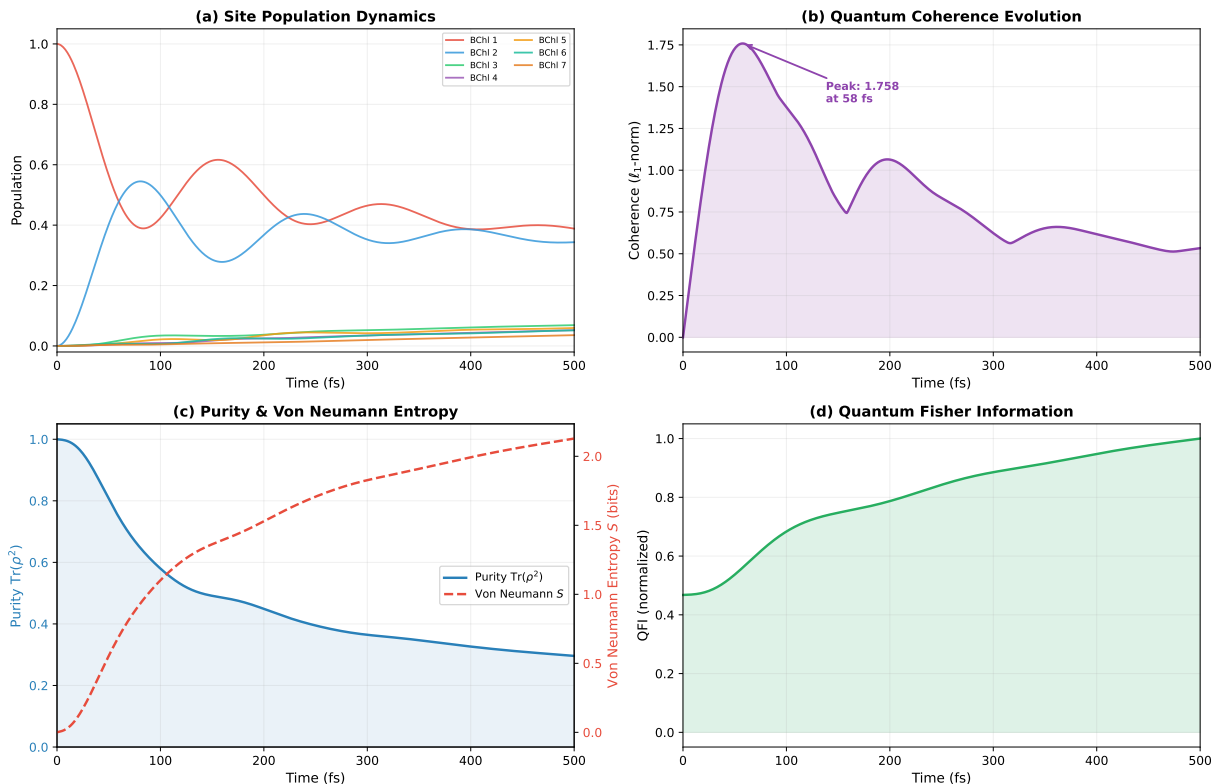 (a) Site Population Dynamics
1.0
0.8
0.6
0.4
0.2
0.0
Population
BChl 1
BChl 2
BChl 3
BChl 4
BChl 5
BChl 6
BChl 7
0
100
200
300
400
500
Time (fs)
(b) Quantum Coherence Evolution
1.75
1.50
1.25
1.00
0.75
0.50
0.25
0.00
Coherence (ℓ₁-norm)
Peak: 1.758
at 58 fs
0
100
200
300
400
500
Time (fs)
(c) Purity & Von Neumann Entropy
1.0
0.8
0.6
0.4
0.2
0.0
Purity Tr(ρ²)
Purity Tr(ρ²)
Von Neumann S
2.0
1.5
1.0
0.5
0.0
Von Neumann Entropy S (bits)
0
100
200
300
400
500
Time (fs)
(d) Quantum Fisher Information
1.0
0.8
0.6
0.4
0.2
0.0
QFI (normalized)
0
100
200
300
400
500
Time (fs)